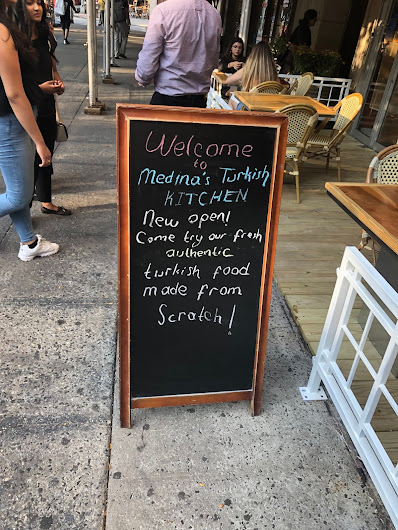 Welcome
to
Medina's Turkish
KITCHEN
New open!
Come try our fresh
authentic
turkish food
made from
Scratch!